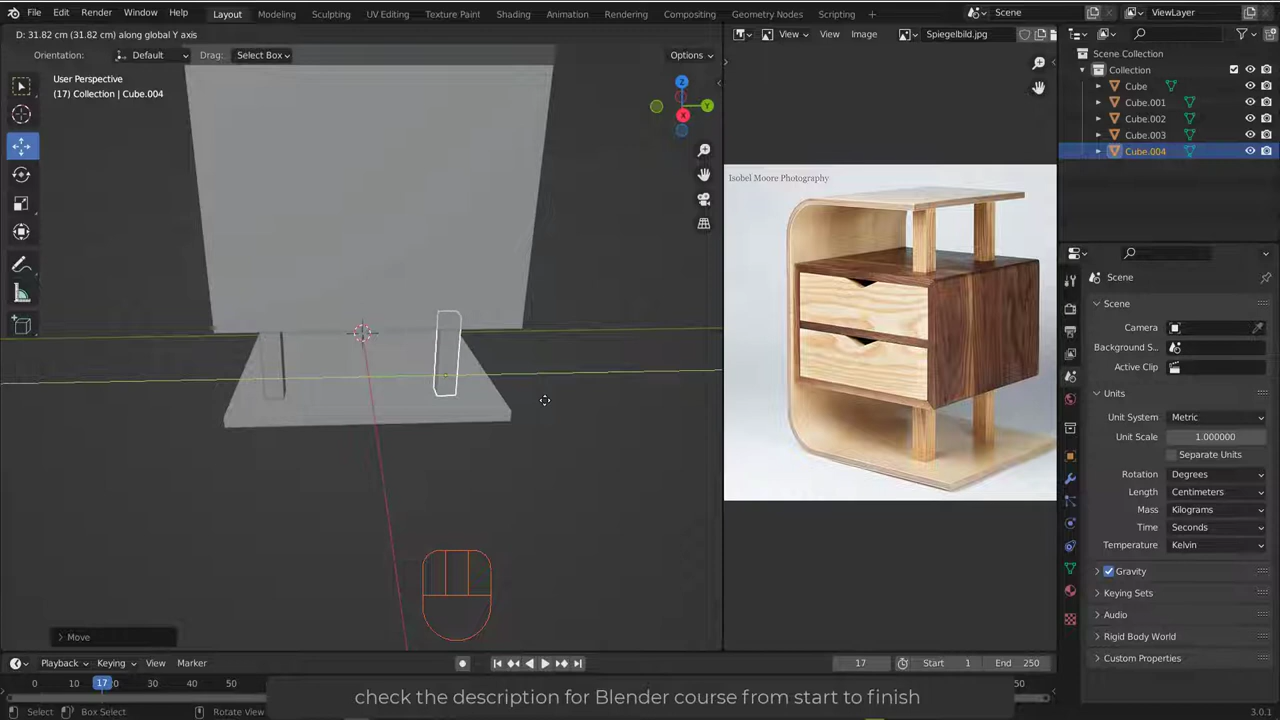 File Edit Render Window Help Layout Modeling Sculpting UV Editing Texture Paint Shading Animation Rendering Compositing Geometry Nodes Scripting Scene ViewLayer
D: 31.82 cm (31.82 cm) along global Y axis
View View Image Spiegelbild.jpg
Orientation: Default Drag: Select Box Options
User Perspective
(17) Collection | Cube.004
Z
Y
X
Isobel Moore Photography
Scene Collection
Collection
Cube
Cube.001
Cube.002
Cube.003
Cube.004
Scene
Scene
Camera
Background S...
Active Clip
Units
Unit System Metric
Unit Scale 1.000000
Separate Units
Rotation Degrees
Length Centimeters
Mass Kilograms
Time Seconds
Temperature Kelvin
Gravity
Keying Sets
Audio
Rigid Body World
Custom Properties
Move
Playback Keying View Marker 17 Start 1 End 250
0 10 17 20 30 40 50
check the description for Blender course from start to finish
Select Box Select Rotate View 3.0.1